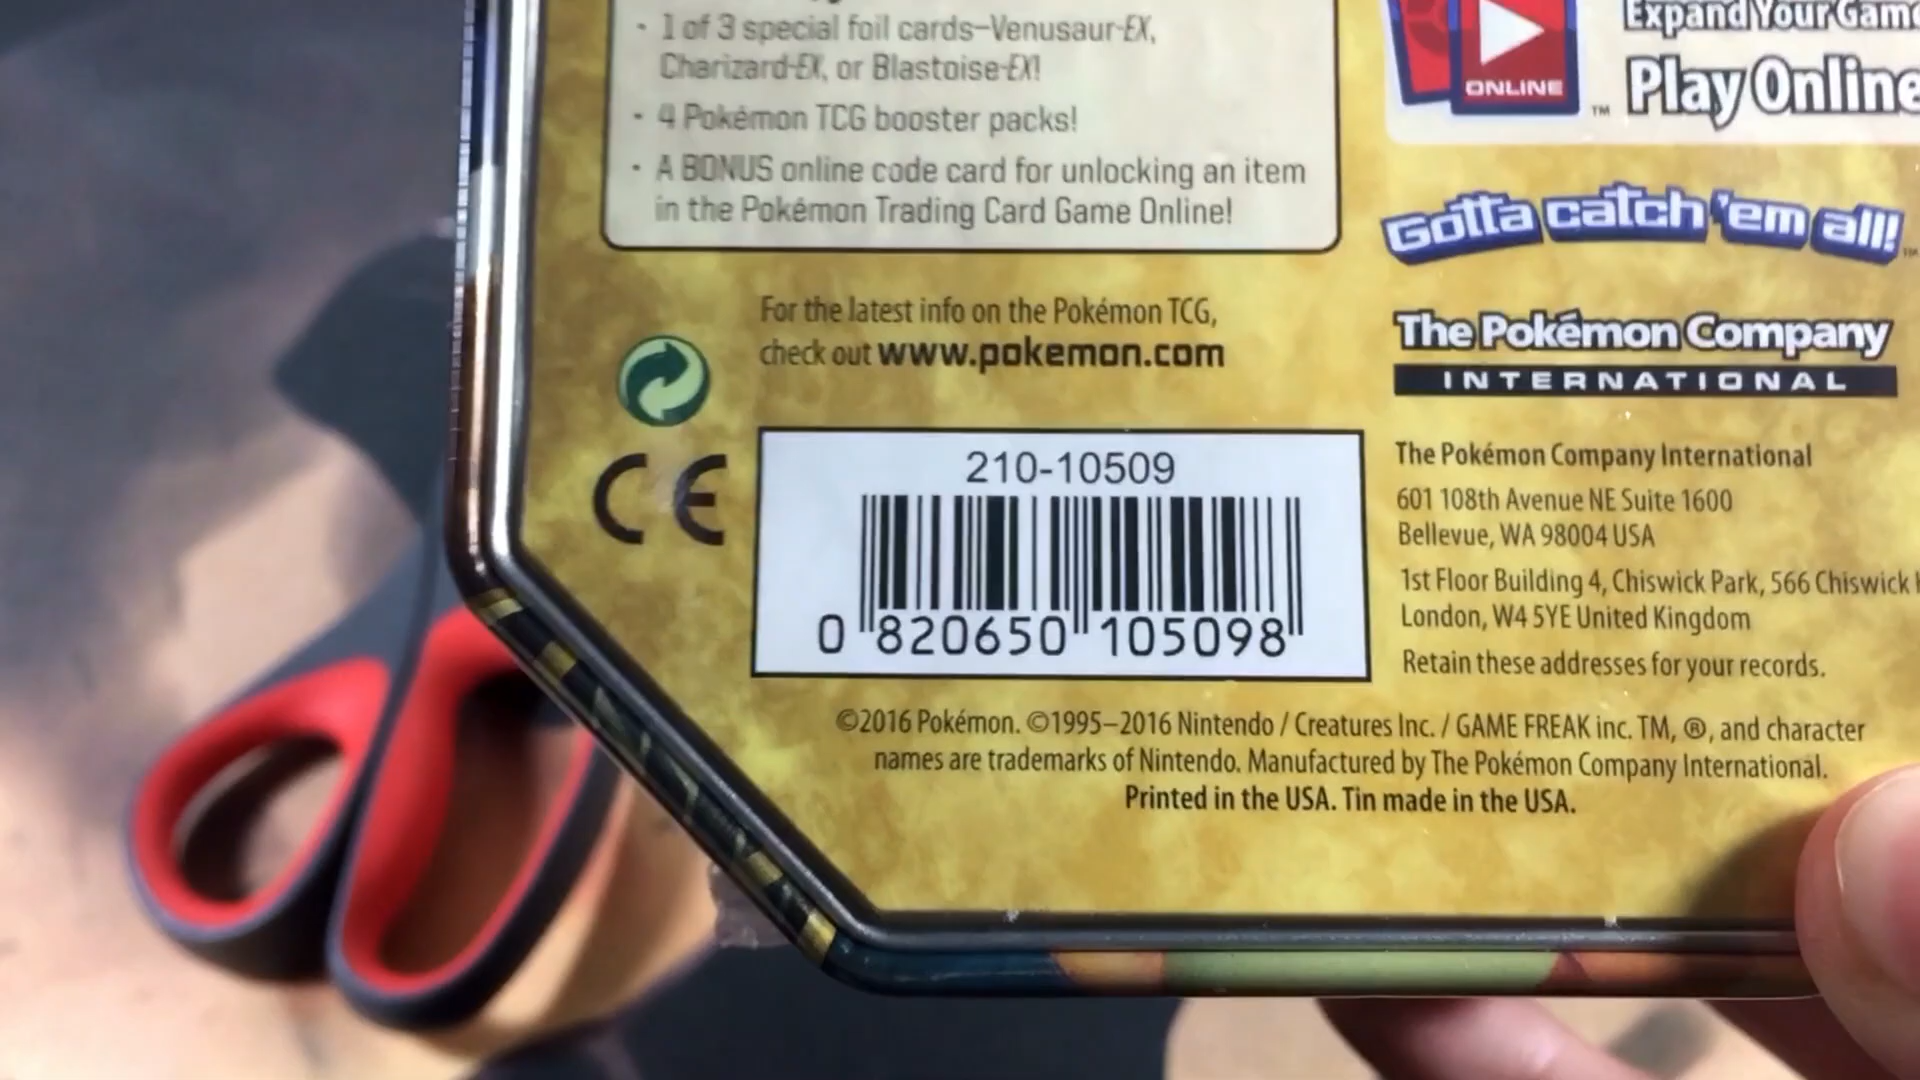 · 1 of 3 special foil cards–Venusaur-EX,
Charizard-EX, or Blastoise-EX!
· 4 Pokémon TCG booster packs!
· A BONUS online code card for unlocking an item
in the Pokémon Trading Card Game Online!
Expand Your Game
ONLINE
™ Play Online
Gotta catch 'em all!™
For the latest info on the Pokémon TCG,
check out www.pokemon.com
The Pokémon Company
INTERNATIONAL
CE
210-10509
0 820650 105098
The Pokémon Company International
601 108th Avenue NE Suite 1600
Bellevue, WA 98004 USA
1st Floor Building 4, Chiswick Park, 566 Chiswick
London, W4 5YE United Kingdom
Retain these addresses for your records.
©2016 Pokémon. ©1995–2016 Nintendo / Creatures Inc. / GAME FREAK inc. TM, ®, and character
names are trademarks of Nintendo. Manufactured by The Pokémon Company International.
Printed in the USA. Tin made in the USA.